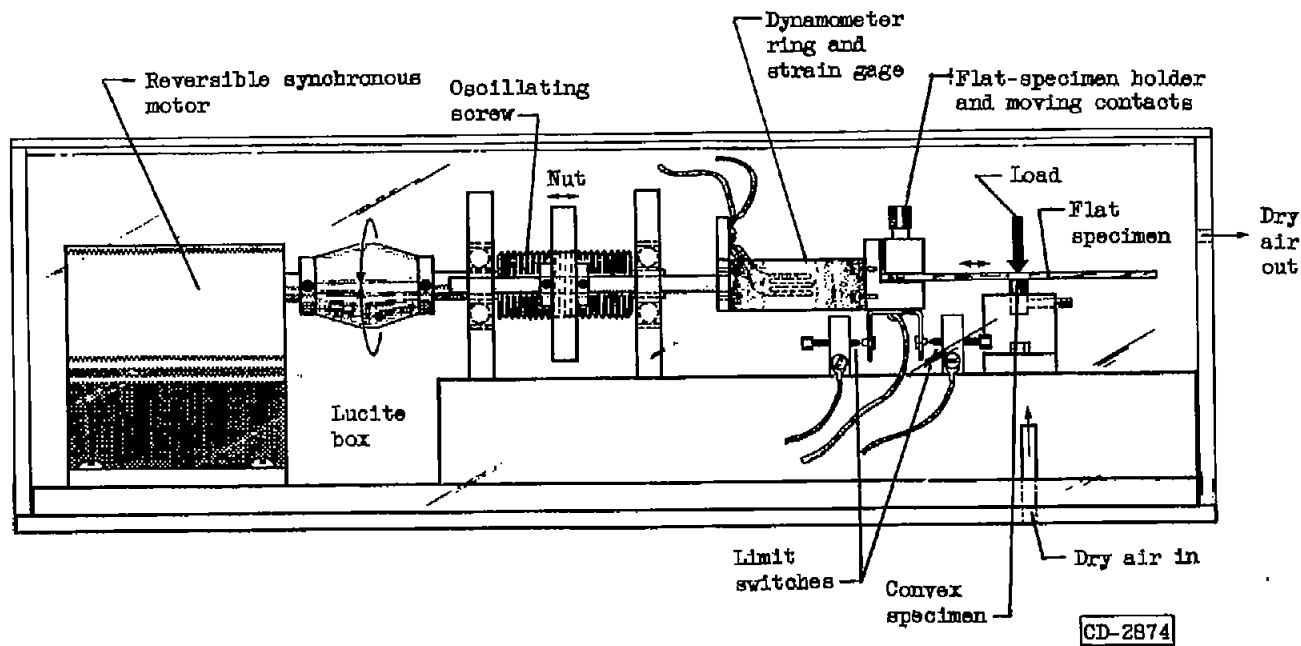 Dynamometer
ring and
strain gage
Reversible synchronous
motor
Oscillating
screw
Flat-specimen holder
and moving contacts
Nut
Load
Flat
specimen
Dry
air
out
Lucite
box
Limit
switches
Convex
specimen
Dry air in
CD-2874